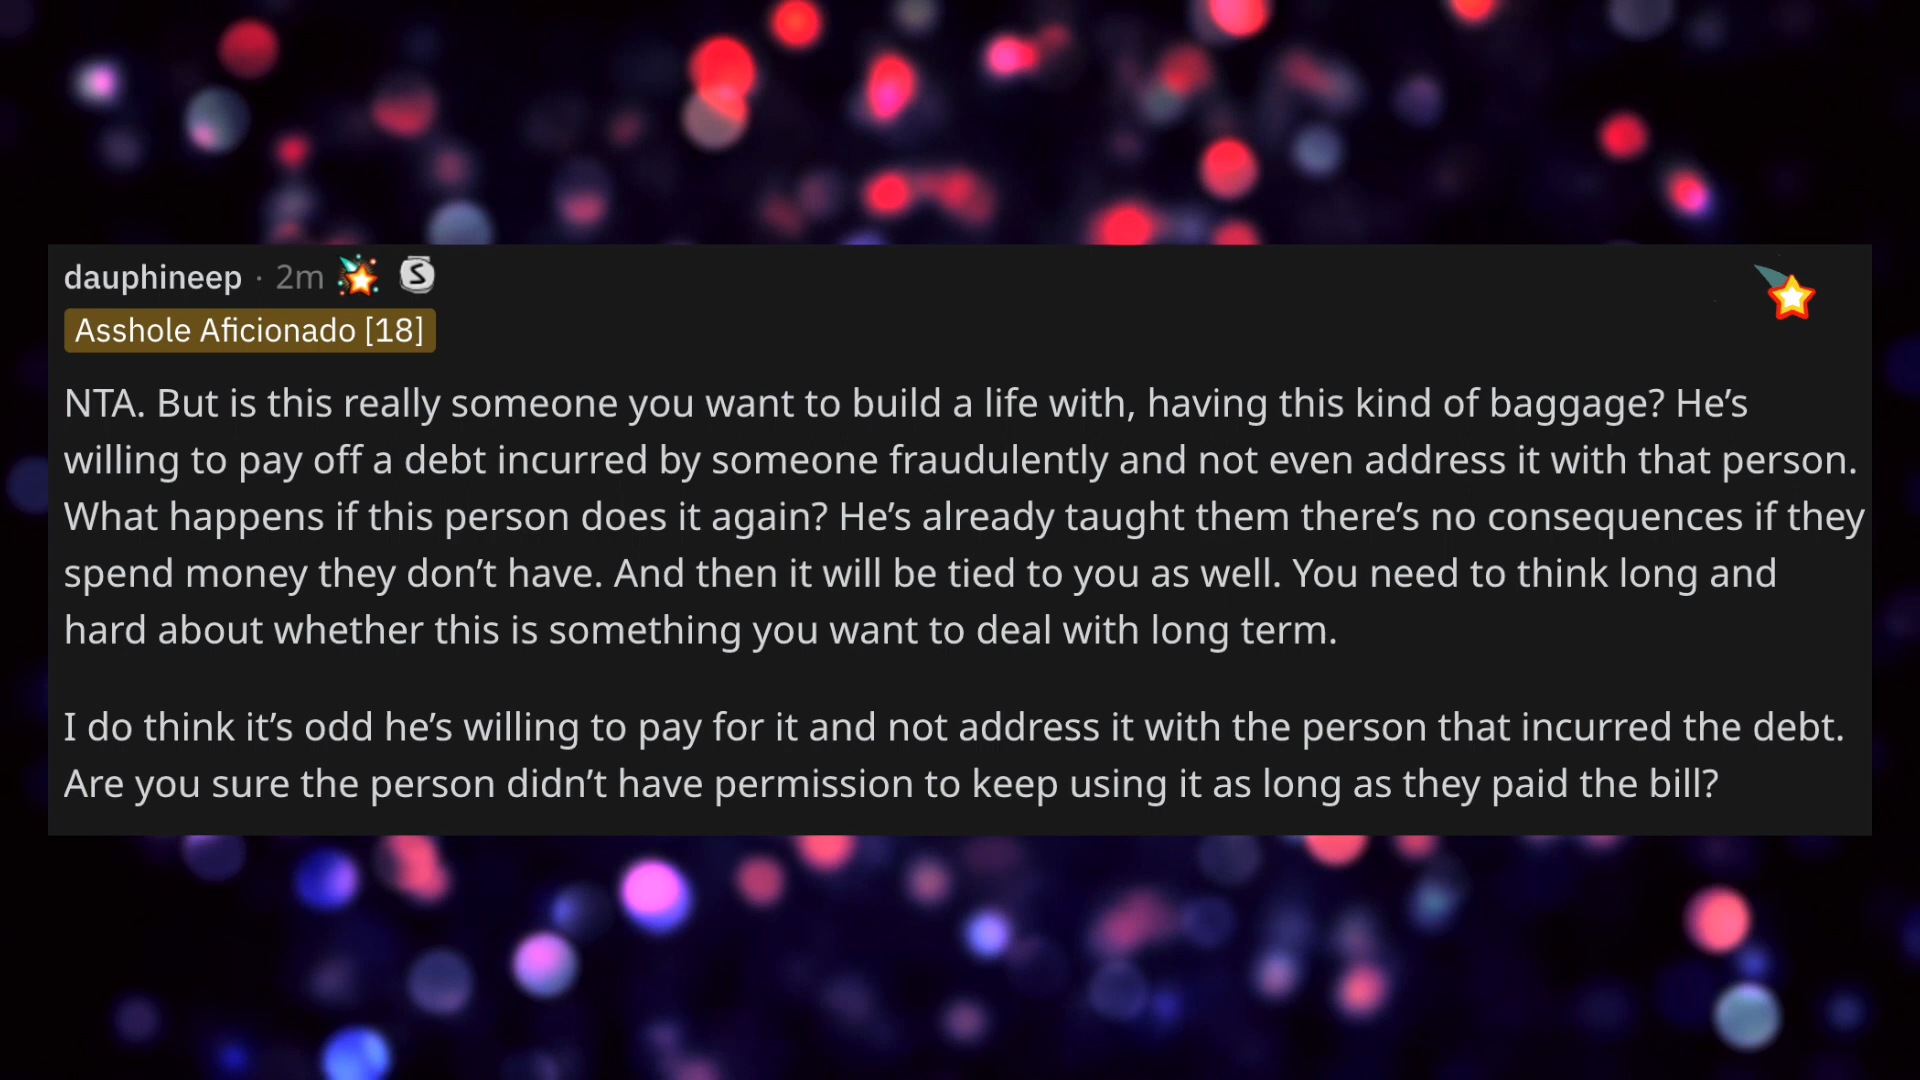 dauphineep · 2m S
Asshole Aficionado [18]
NTA. But is this really someone you want to build a life with, having this kind of baggage? He’s
willing to pay off a debt incurred by someone fraudulently and not even address it with that person.
What happens if this person does it again? He’s already taught them there’s no consequences if they
spend money they don’t have. And then it will be tied to you as well. You need to think long and
hard about whether this is something you want to deal with long term.
I do think it’s odd he’s willing to pay for it and not address it with the person that incurred the debt.
Are you sure the person didn’t have permission to keep using it as long as they paid the bill?